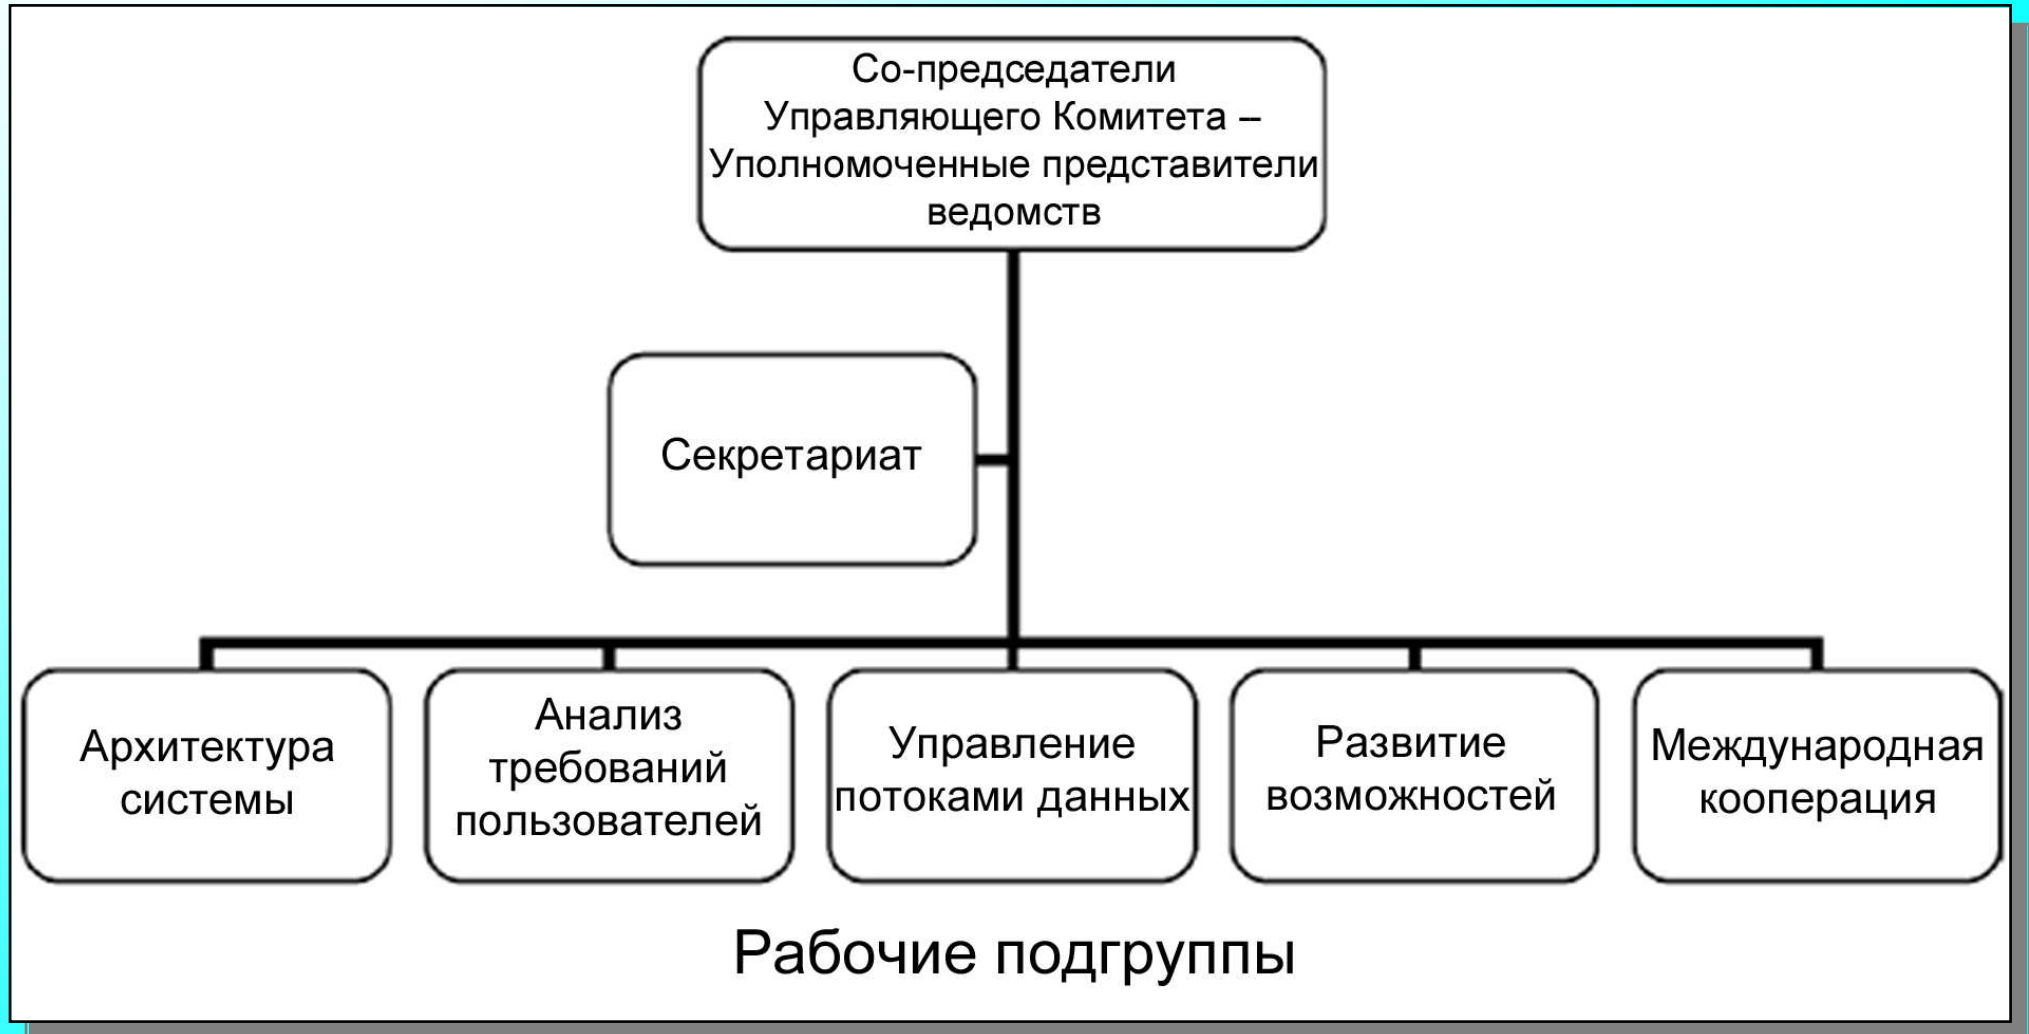 Со-председатели
Управляющего Комитета –
Уполномоченные представители
ведомств
Секретариат
Архитектура
системы
Анализ
требований
пользователей
Управление
потоками данных
Развитие
возможностей
Международная
кооперация
Рабочие подгруппы